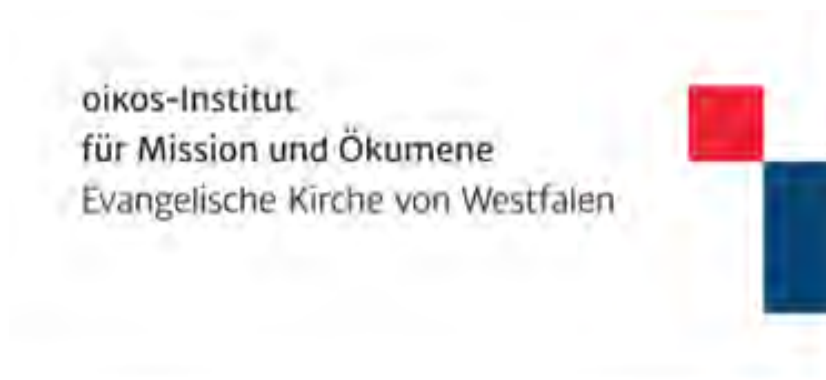 oikos-Institut
für Mission und Ökumene
Evangelische Kirche von Westfalen